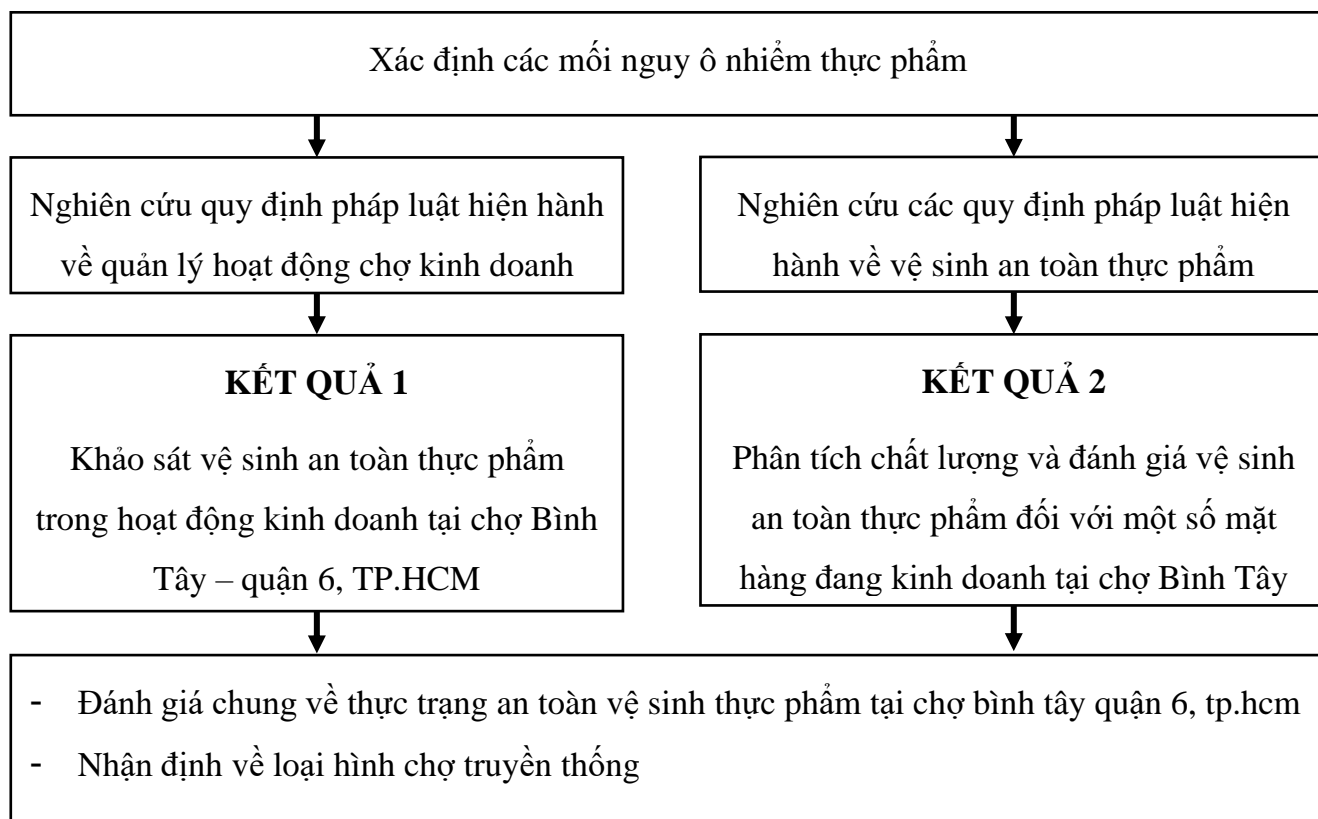 Xác định các mối nguy ô nhiễm thực phẩm
Nghiên cứu quy định pháp luật hiện hành
về quản lý hoạt động chợ kinh doanh
Nghiên cứu các quy định pháp luật hiện
hành về vệ sinh an toàn thực phẩm
KẾT QUẢ 1
Khảo sát vệ sinh an toàn thực phẩm
trong hoạt động kinh doanh tại chợ Bình
Tây – quận 6, TP.HCM
KẾT QUẢ 2
Phân tích chất lượng và đánh giá vệ sinh
an toàn thực phẩm đối với một số mặt
hàng đang kinh doanh tại chợ Bình Tây
- Đánh giá chung về thực trạng an toàn vệ sinh thực phẩm tại chợ bình tây quận 6, tp.hcm
- Nhận định về loại hình chợ truyền thống